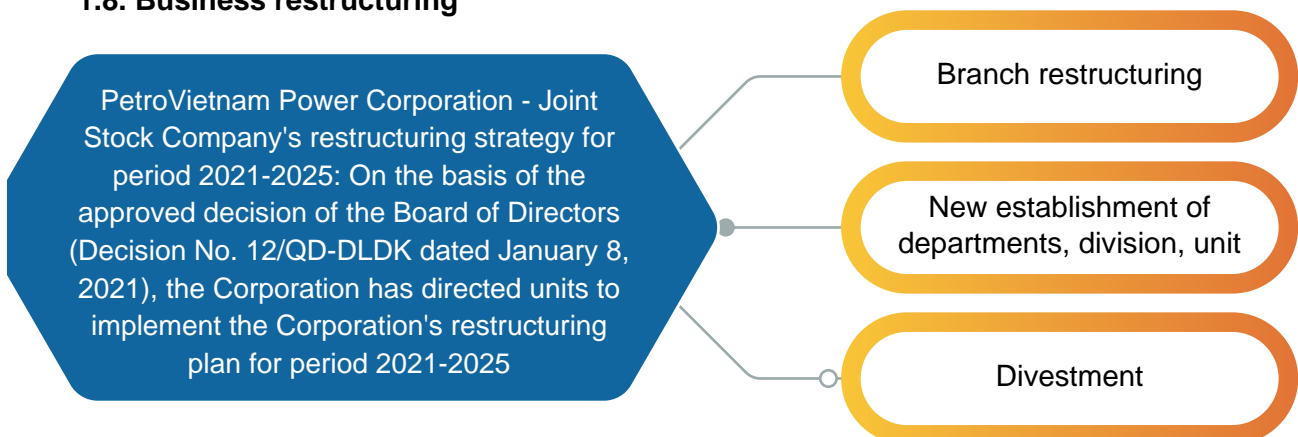 1.8. Business restructuring
PetroVietnam Power Corporation - Joint
Stock Company's restructuring strategy for
period 2021-2025: On the basis of the
approved decision of the Board of Directors
(Decision No. 12/QD-DLDK dated January 8,
2021), the Corporation has directed units to
implement the Corporation's restructuring
plan for period 2021-2025
Branch restructuring
New establishment of
departments, division, unit
Divestment